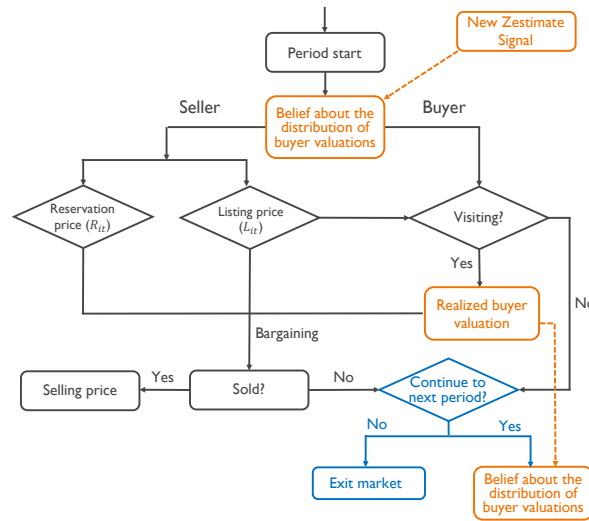 New Zestimate
Signal
Period start
Seller
Belief about the
distribution of
buyer valuations
Buyer
Reservation
price (R_it)
Listing price
(L_it)
Visiting?
Yes
No
Realized buyer
valuation
Bargaining
Selling price
Yes
Sold?
No
Continue to
next period?
No
Yes
Exit market
Belief about the
distribution of
buyer valuations